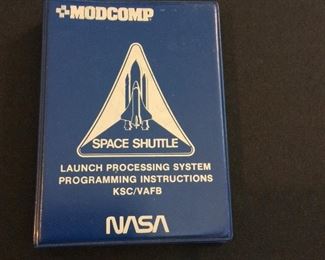 MODCOMP
SPACE SHUTTLE
LAUNCH PROCESSING SYSTEM
PROGRAMMING INSTRUCTIONS
KSC/VAFB
NASA